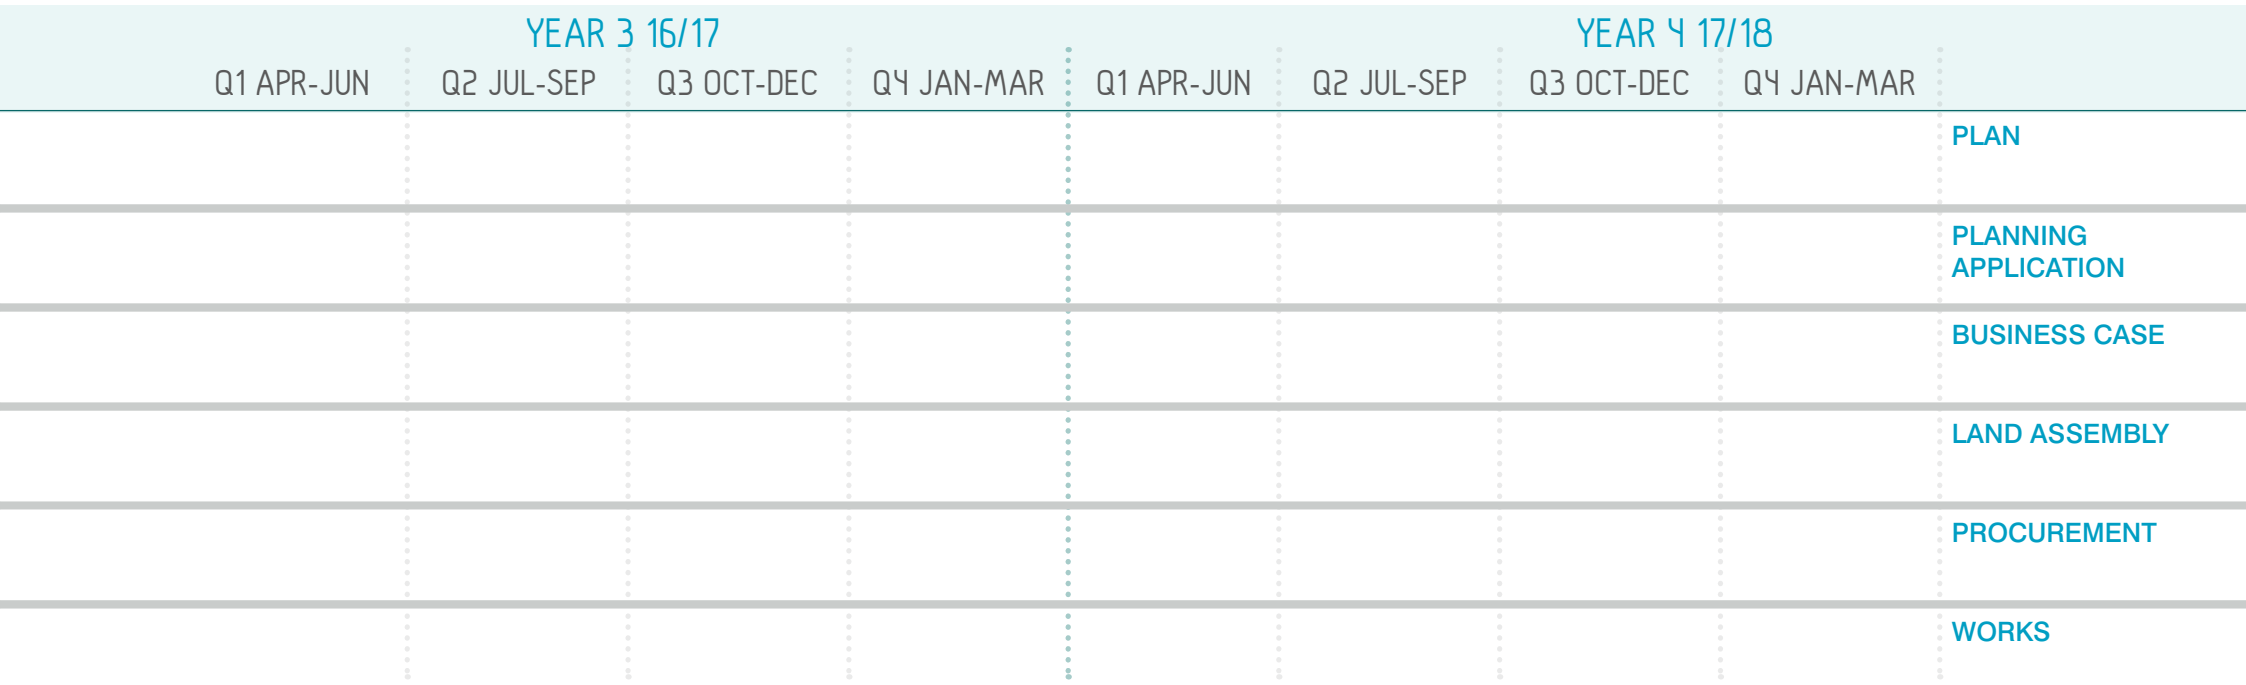 YEAR 3 16/17 YEAR 4 17/18
Q1 APR-JUN Q2 JUL-SEP Q3 OCT-DEC Q4 JAN-MAR Q1 APR-JUN Q2 JUL-SEP Q3 OCT-DEC Q4 JAN-MAR
PLAN
PLANNING
APPLICATION
BUSINESS CASE
LAND ASSEMBLY
PROCUREMENT
WORKS